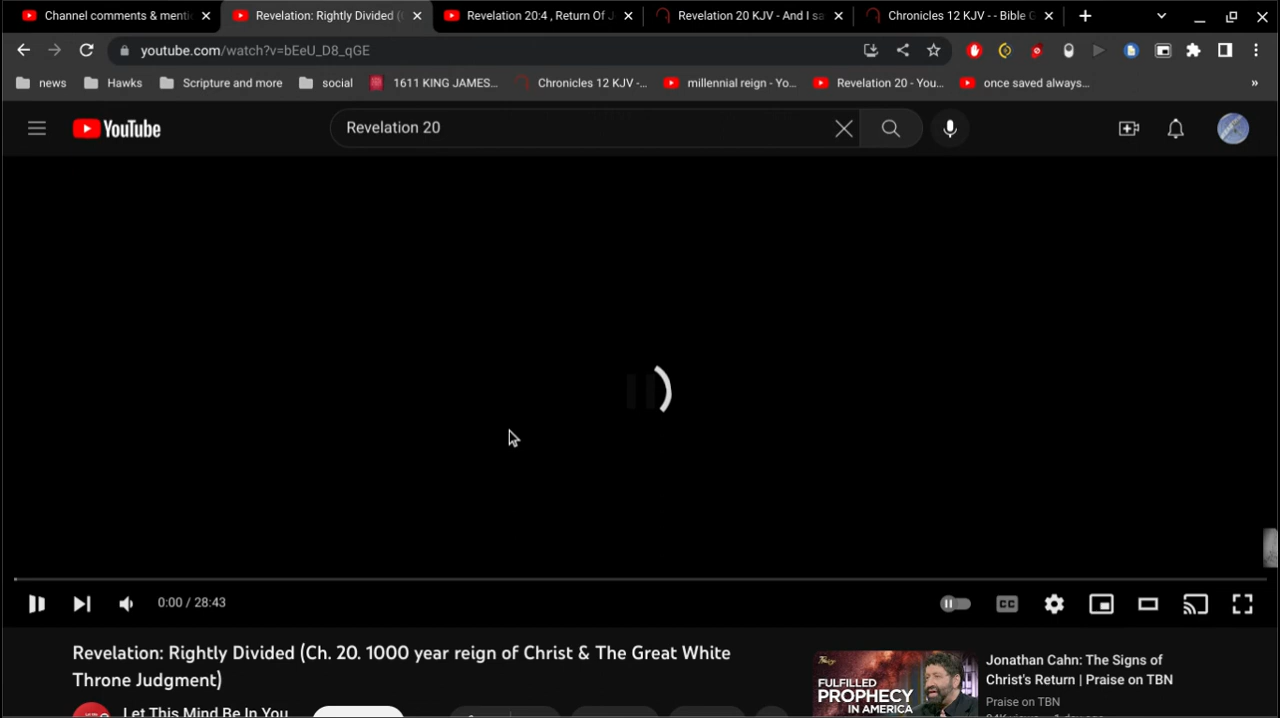 Channel comments & menti
Revelation: Rightly Divided (
Revelation 20:4 , Return Of J
Revelation 20 KJV - And I sa
Chronicles 12 KJV - - Bible G
youtube.com/watch?v=bEeU_D8_qGE
news
Hawks
Scripture and more
social
1611 KING JAMES...
Chronicles 12 KJV -...
millennial reign - Yo...
Revelation 20 - You...
once saved always...
»
YouTube
Revelation 20
0:00 / 28:43
CC
Revelation: Rightly Divided (Ch. 20. 1000 year reign of Christ & The Great White
Throne Judgment)
Let This Mind Be In You
FULFILLED
PROPHECY
IN AMERICA
Jonathan Cahn: The Signs of
Christ's Return | Praise on TBN
Praise on TBN